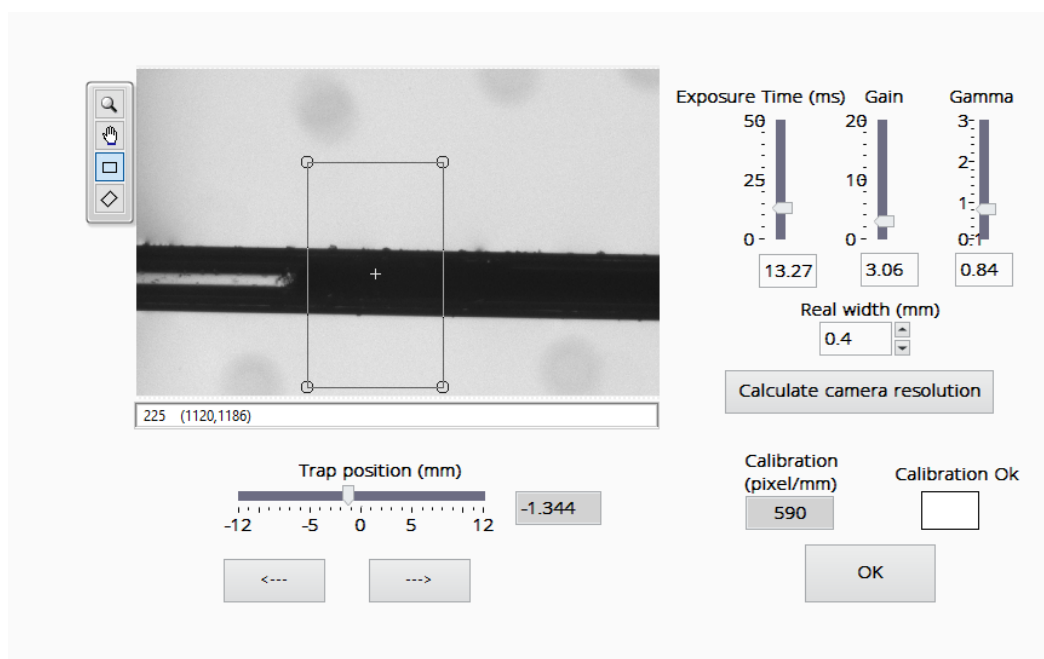 Exposure Time (ms) Gain Gamma
50 20 3
2
25 10
1
0 0 0.1
13.27 3.06 0.84
Real width (mm)
0.4
Calculate camera resolution
225 (1120,1186)
Trap position (mm)
-12 -5 0 5 12
-1.344
<--- --->
Calibration
(pixel/mm)
590
Calibration Ok
OK